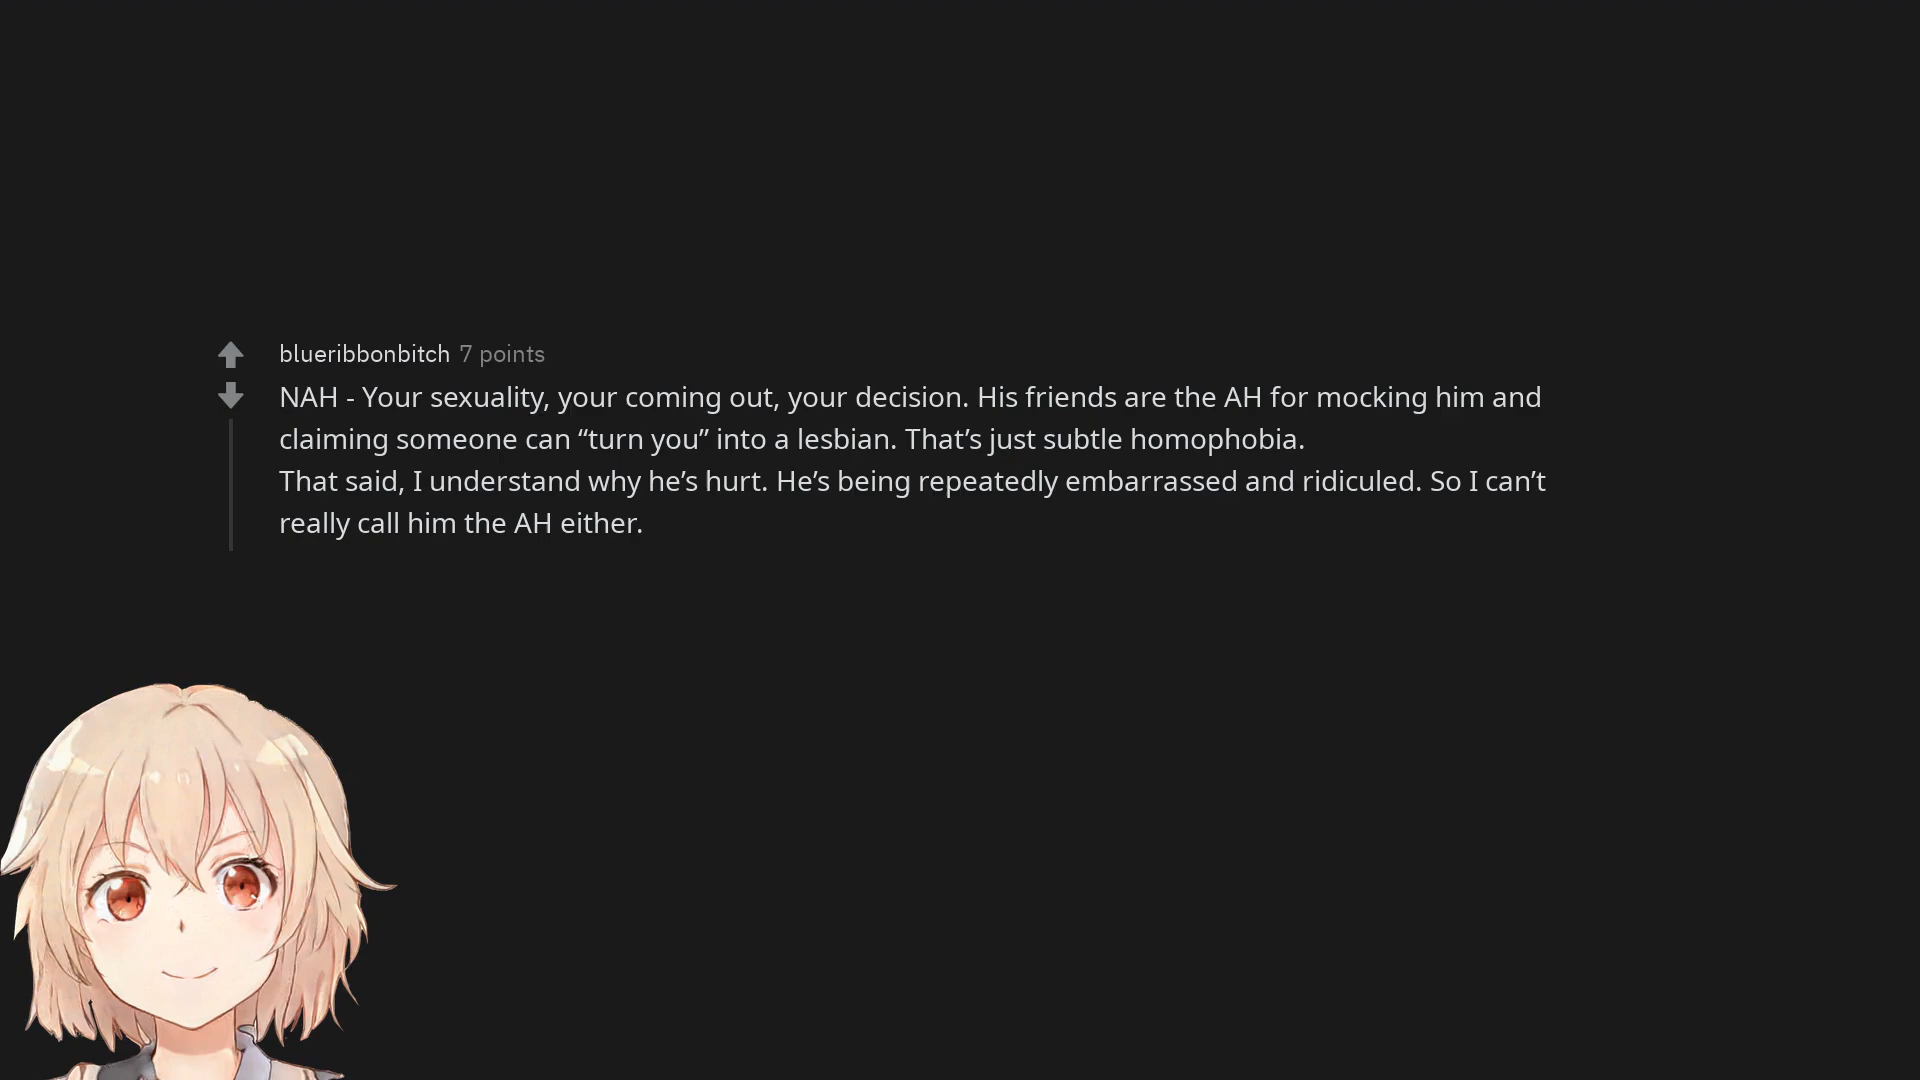 blueribbonbitch 7 points
NAH - Your sexuality, your coming out, your decision. His friends are the AH for mocking him and
claiming someone can “turn you” into a lesbian. That’s just subtle homophobia.
That said, I understand why he’s hurt. He’s being repeatedly embarrassed and ridiculed. So I can’t
really call him the AH either.